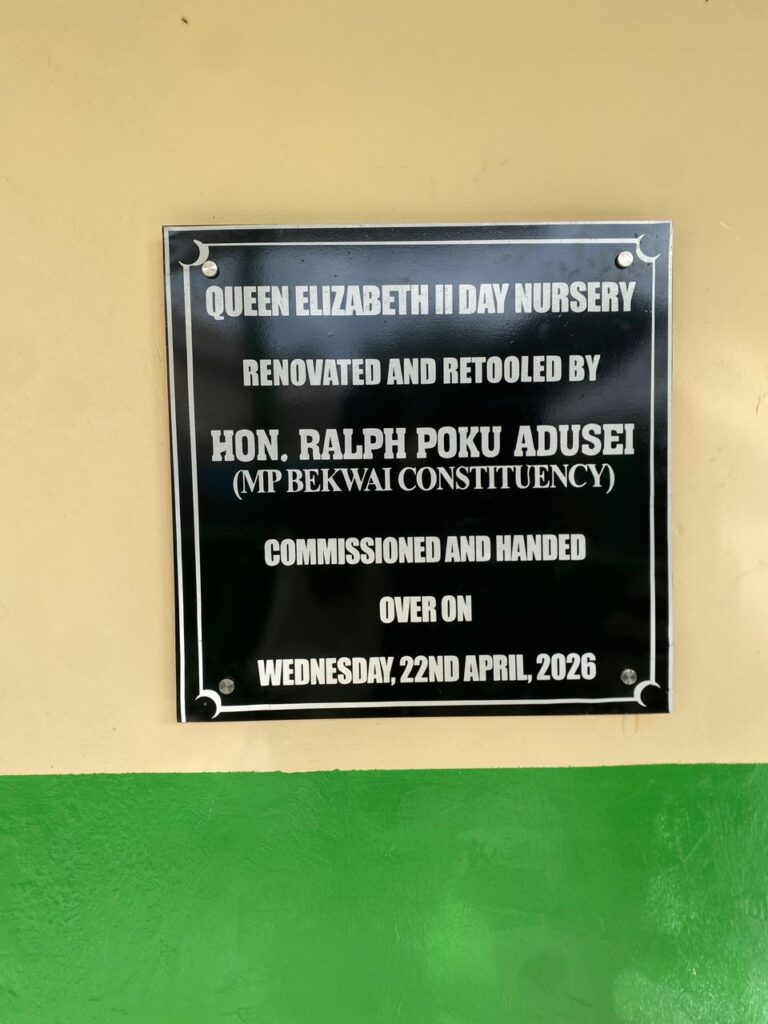 QUEEN ELIZABETH II DAY NURSERY
RENOVATED AND RETOOLED BY
HON. RALPH POKU ADUSEI
(MP BEKWAI CONSTITUENCY)
COMMISSIONED AND HANDED
OVER ON
WEDNESDAY, 22ND APRIL, 2026